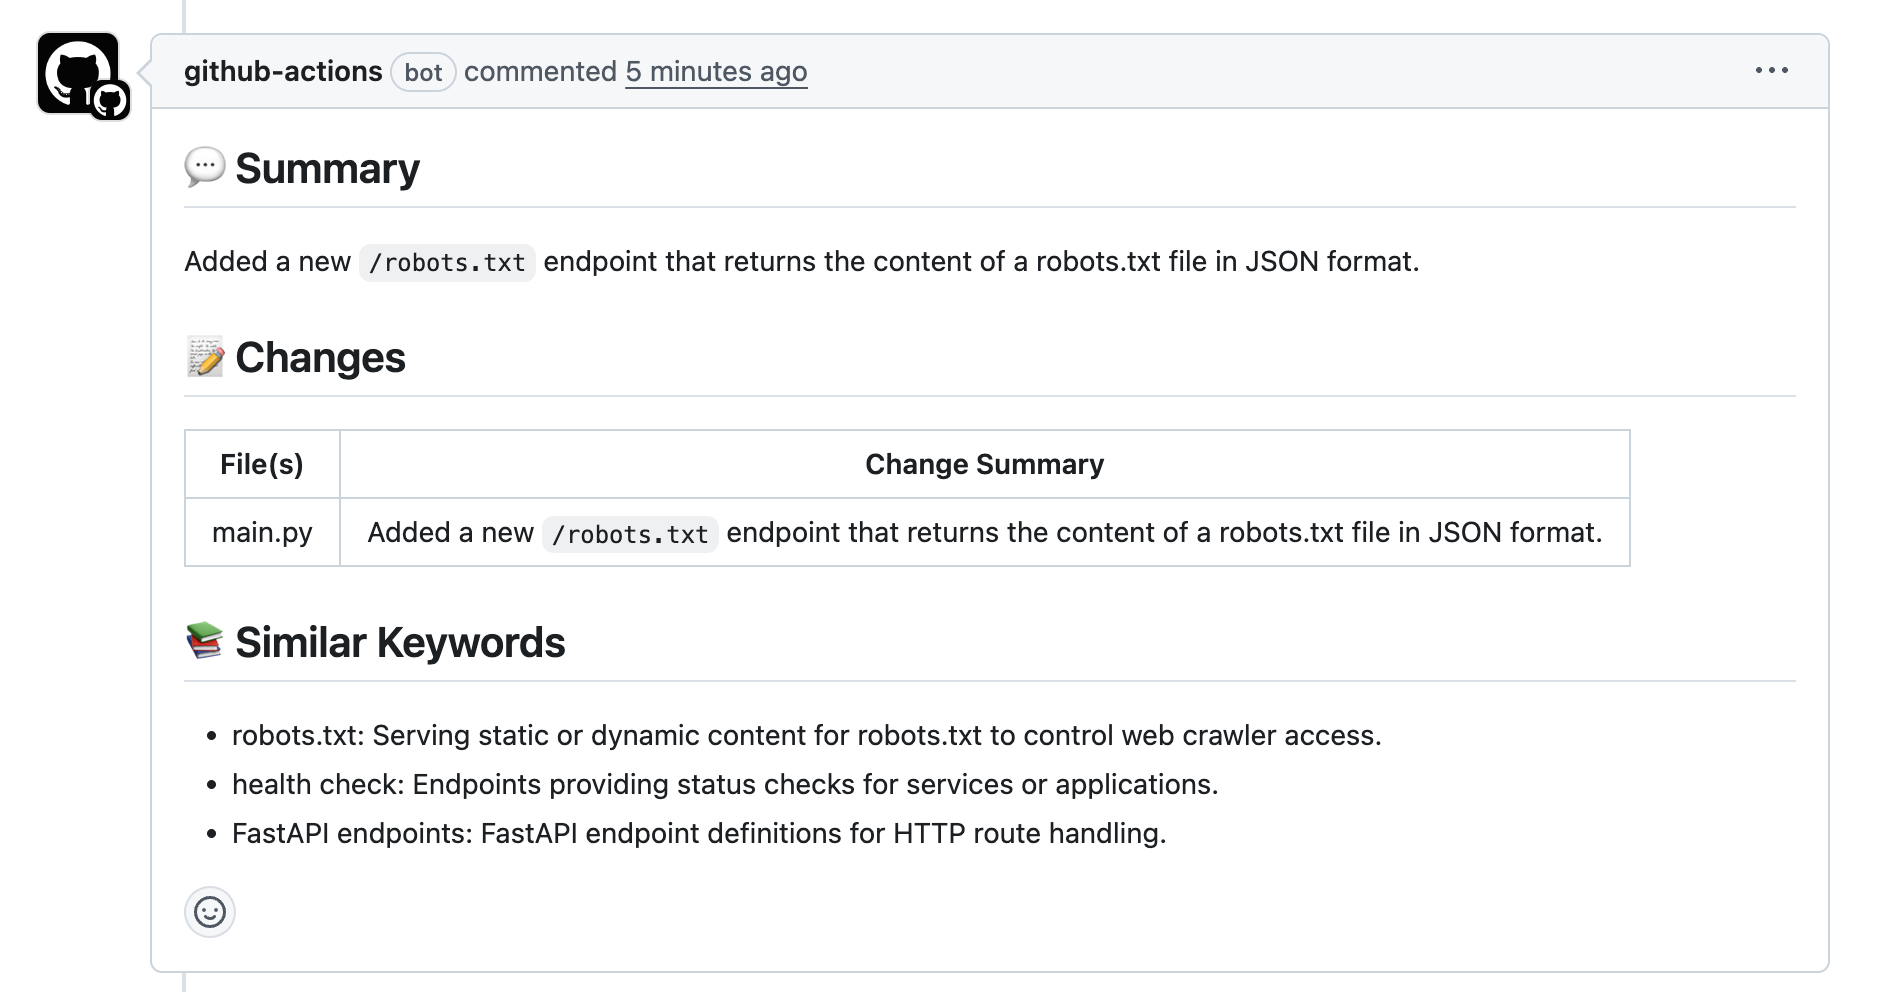 github-actions bot commented 5 minutes ago
💬 Summary
Added a new /robots.txt endpoint that returns the content of a robots.txt file in JSON format.
📝 Changes
File(s) Change Summary
main.py Added a new /robots.txt endpoint that returns the content of a robots.txt file in JSON format.
📚 Similar Keywords
• robots.txt: Serving static or dynamic content for robots.txt to control web crawler access.
• health check: Endpoints providing status checks for services or applications.
• FastAPI endpoints: FastAPI endpoint definitions for HTTP route handling.